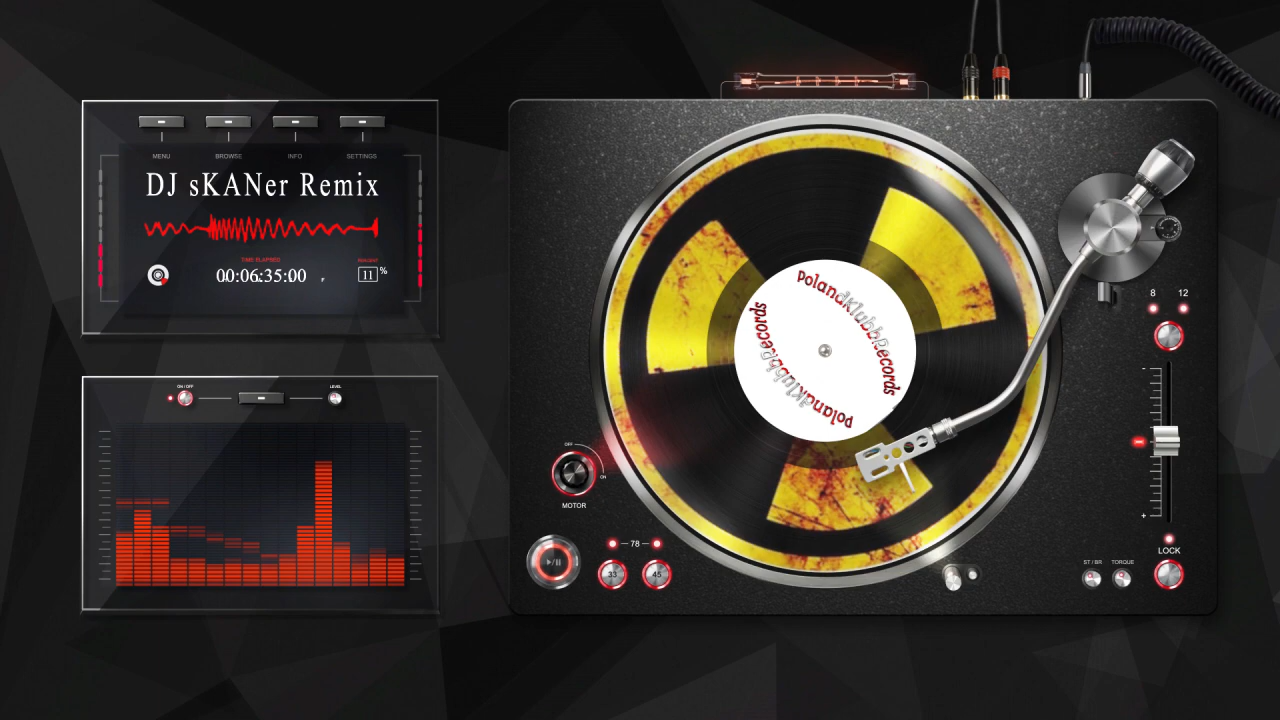 MENU
BROWSE
INFO
SETTINGS
DJ sKANer Remix
TIME ELAPSED
00:06:35:00
11 %
ON / OFF
LEVEL
polandKlubbRecords
polandKlubbRecords
OFF
ON
MOTOR
78
33
45
8
12
-
+
LOCK
ST / BR
TORQUE